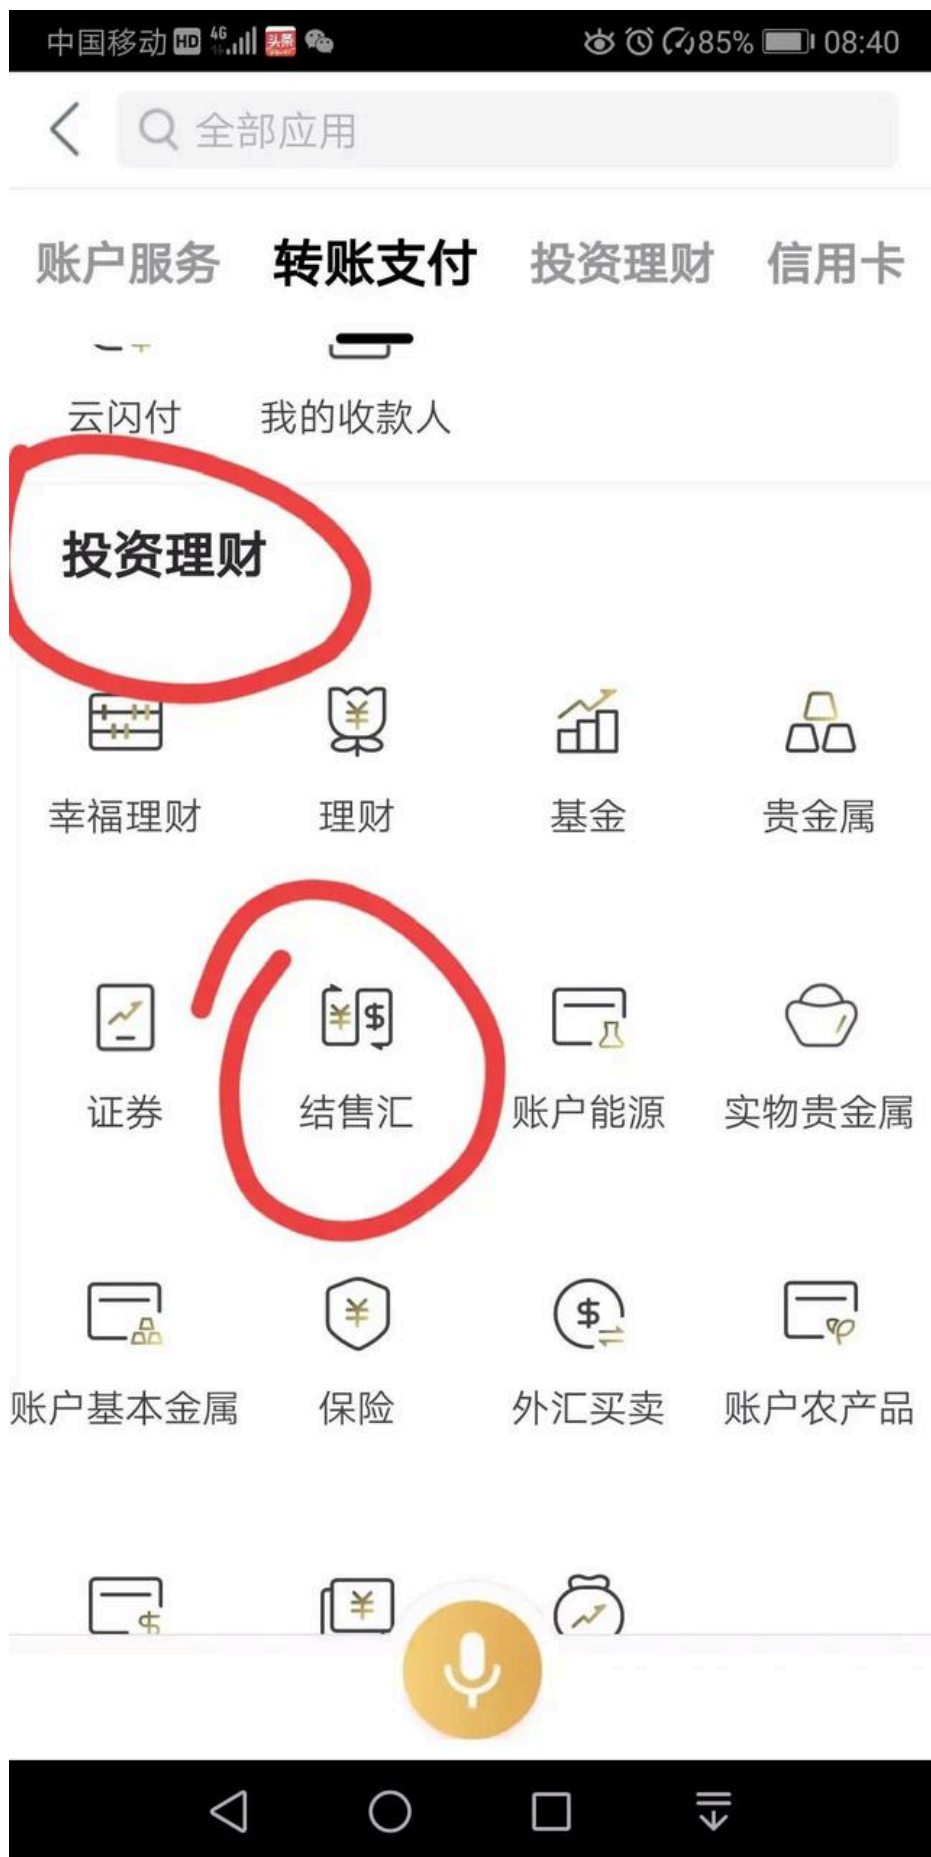 中国移动 HD 4G 头条 85% 08:40
全部应用
账户服务 转账支付 投资理财 信用卡
云闪付 我的收款人
投资理财
幸福理财 理财 基金 贵金属
证券 结售汇 账户能源 实物贵金属
账户基本金属 保险 外汇买卖 账户农产品